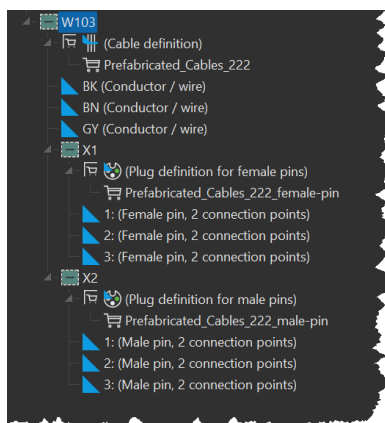 W103
(Cable definition)
Prefabricated_Cables_222
BK (Conductor / wire)
BN (Conductor / wire)
GY (Conductor / wire)
X1
(Plug definition for female pins)
Prefabricated_Cables_222_female-pin
1: (Female pin, 2 connection points)
2: (Female pin, 2 connection points)
3: (Female pin, 2 connection points)
X2
(Plug definition for male pins)
Prefabricated_Cables_222_male-pin
1: (Male pin, 2 connection points)
2: (Male pin, 2 connection points)
3: (Male pin, 2 connection points)